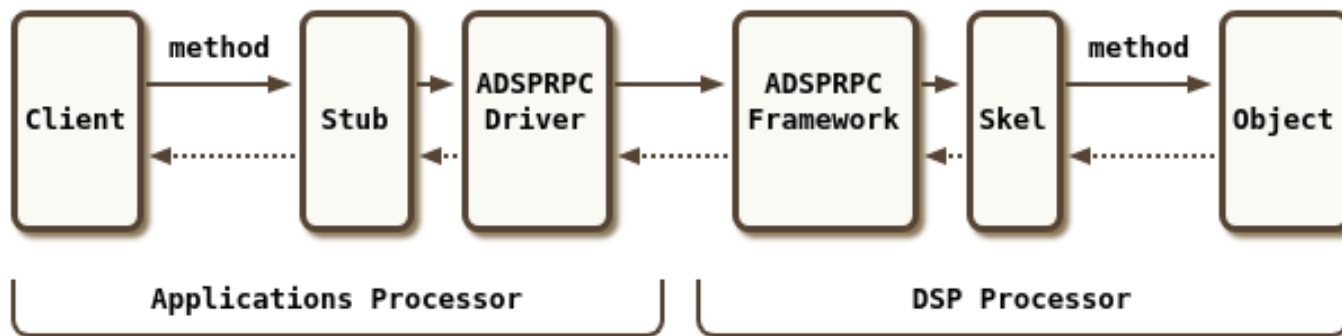 method
method
Client
Stub
ADSPRPC
Driver
ADSPRPC
Framework
Skel
Object
Applications Processor
DSP Processor